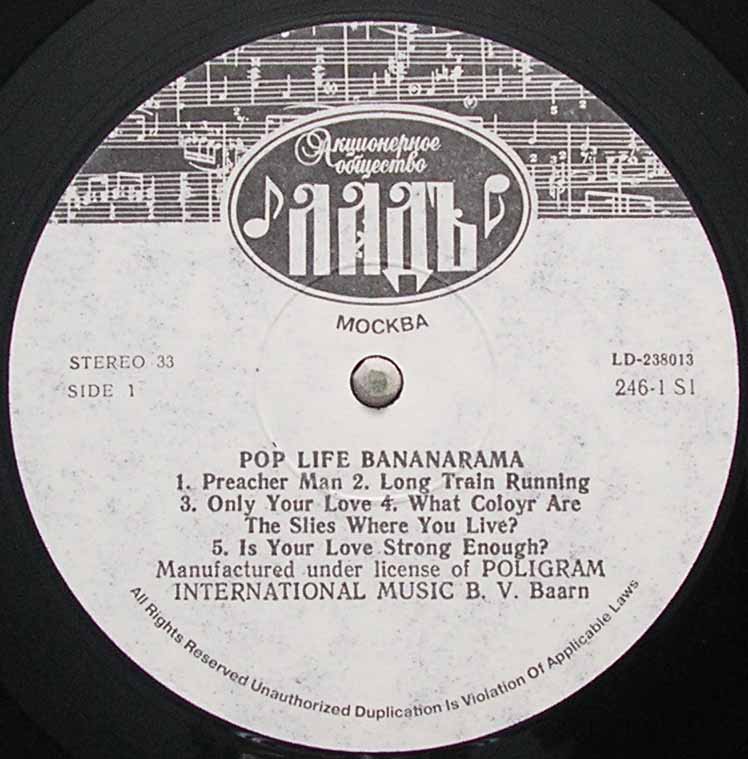 Акционерное
общество
ЛАДЪ
МОСКВА
STEREO 33
SIDE 1
LD-238013
246-1 S1
POP LIFE BANANARAMA
1. Preacher Man 2. Long Train Running
3. Only Your Love 4. What Coloyr Are
The Slies Where You Live?
5. Is Your Love Strong Enough?
Manufactured under license of POLIGRAM
INTERNATIONAL MUSIC B. V. Baarn
All Rights Reserved Unauthorized Duplication Is Violation Of Applicable Laws